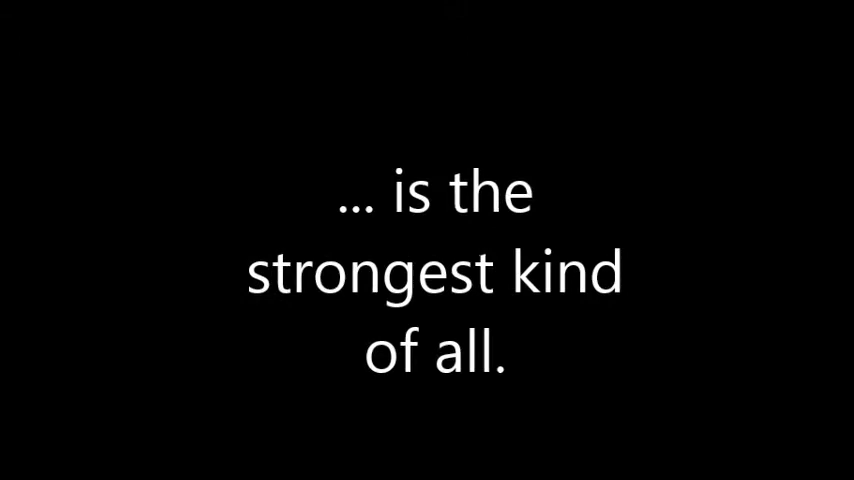 ... is the
strongest kind
of all.